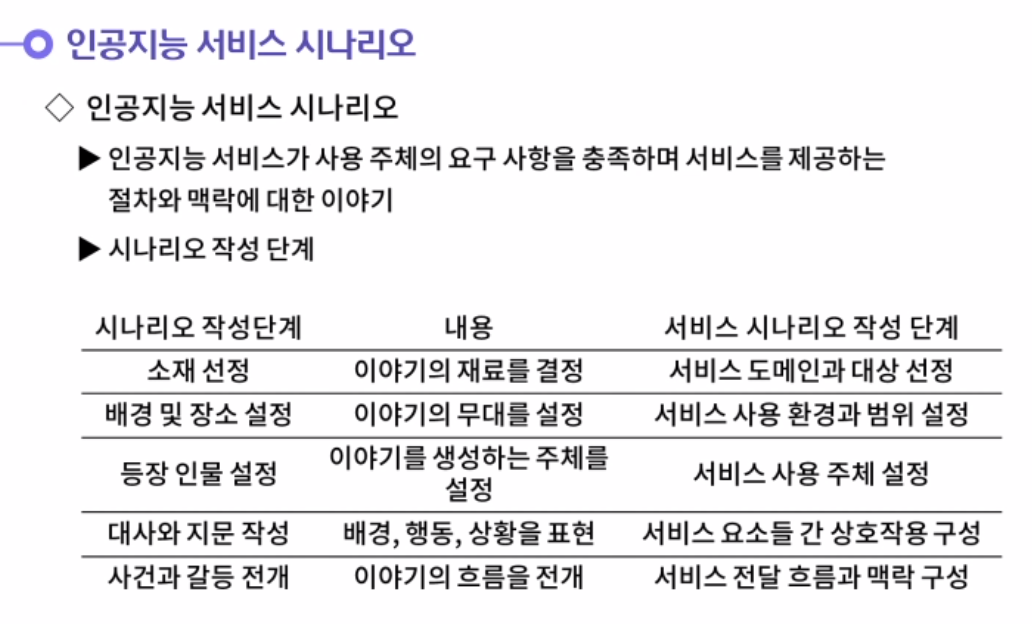 인공지능 서비스 시나리오
◇ 인공지능 서비스 시나리오
▶ 인공지능 서비스가 사용 주체의 요구 사항을 충족하며 서비스를 제공하는
절차와 맥락에 대한 이야기
▶ 시나리오 작성 단계
시나리오 작성단계 내용 서비스 시나리오 작성 단계
소재 선정 이야기의 재료를 결정 서비스 도메인과 대상 선정
배경 및 장소 설정 이야기의 무대를 설정 서비스 사용 환경과 범위 설정
등장 인물 설정 이야기를 생성하는 주체를
설정 서비스 사용 주체 설정
대사와 지문 작성 배경, 행동, 상황을 표현 서비스 요소들 간 상호작용 구성
사건과 갈등 전개 이야기의 흐름을 전개 서비스 전달 흐름과 맥락 구성